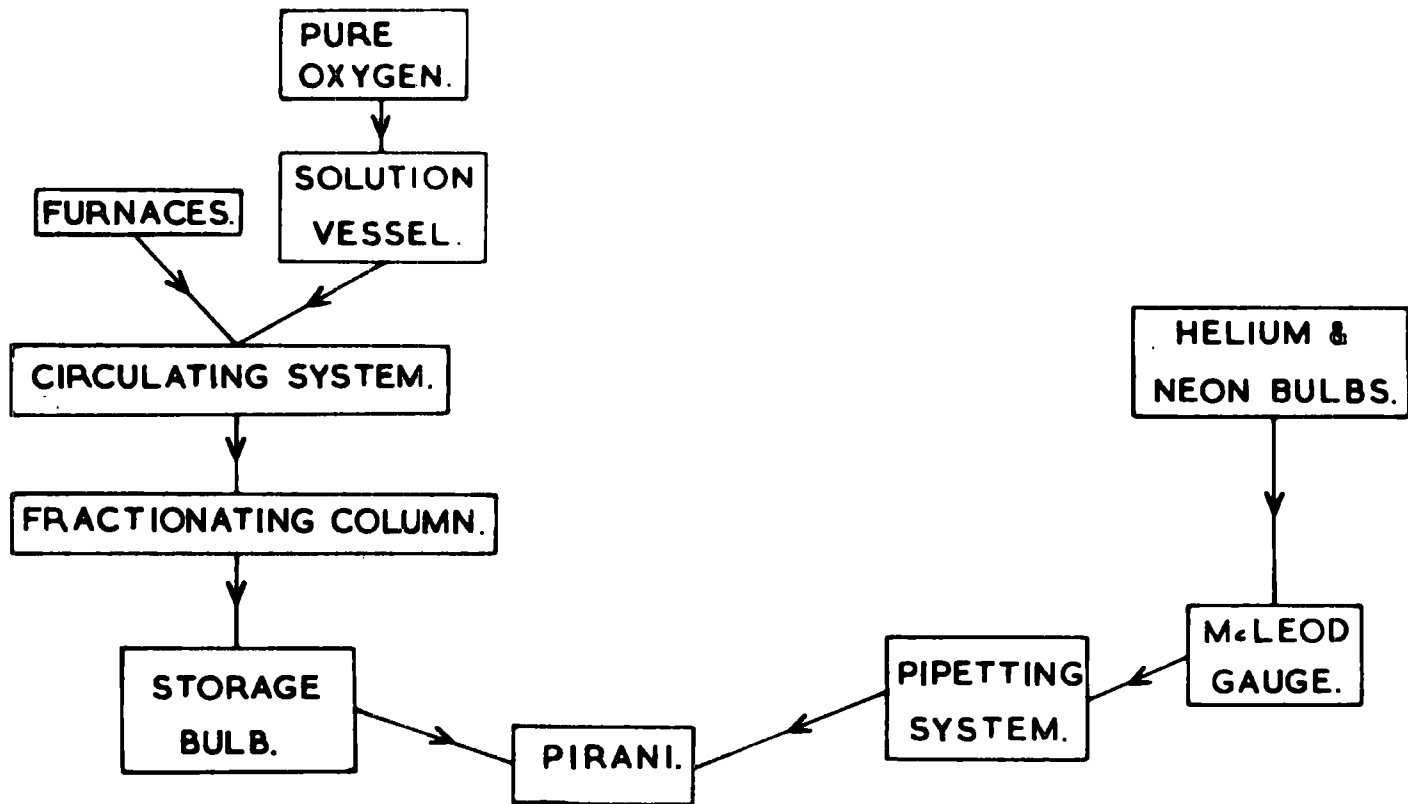 PURE
OXYGEN.
SOLUTION
VESSEL.
FURNACES.
CIRCULATING SYSTEM.
FRACTIONATING COLUMN.
STORAGE
BULB.
PIRANI.
PIPETTING
SYSTEM.
McLEOD
GAUGE.
HELIUM &
NEON BULBS.